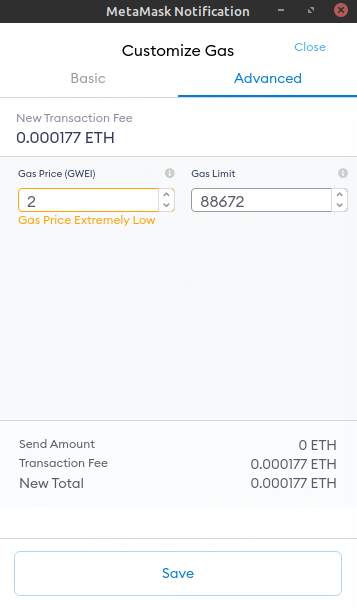 MetaMask Notification
Customize Gas
Close
Basic
Advanced
New Transaction Fee
0.000177 ETH
Gas Price (GWEI)
Gas Limit
2
88672
Gas Price Extremely Low
Send Amount
0 ETH
Transaction Fee
0.000177 ETH
New Total
0.000177 ETH
Save